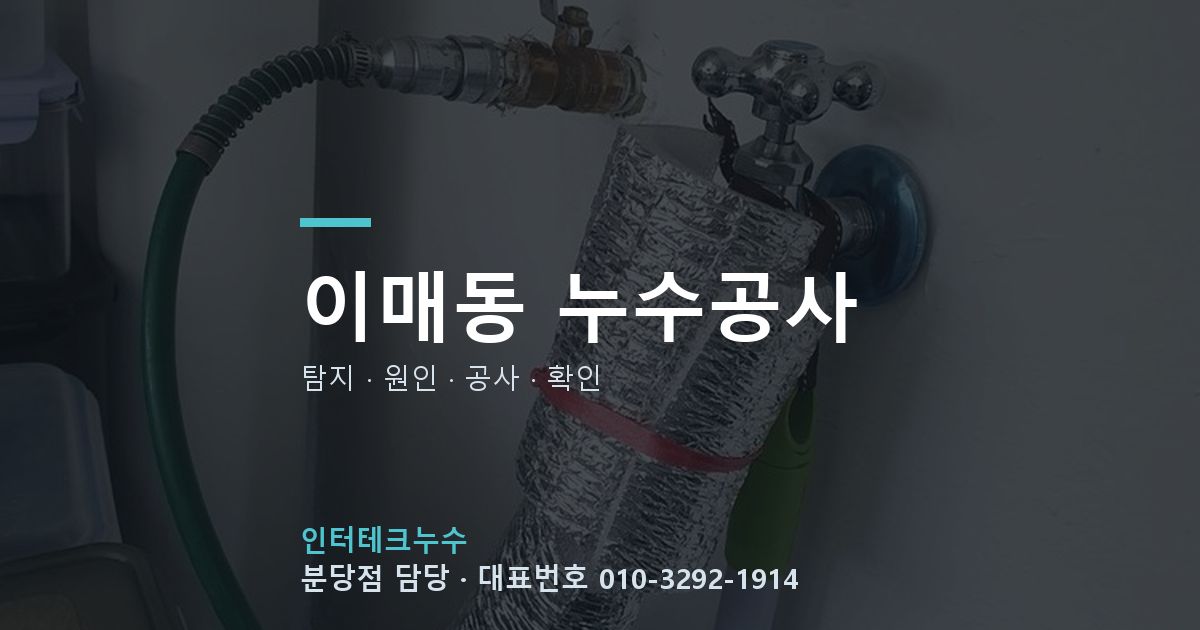 이매동 누수공사
탐지 · 원인 · 공사 · 확인
인터테크누수
분당점 담당 · 대표번호 010-3292-1914